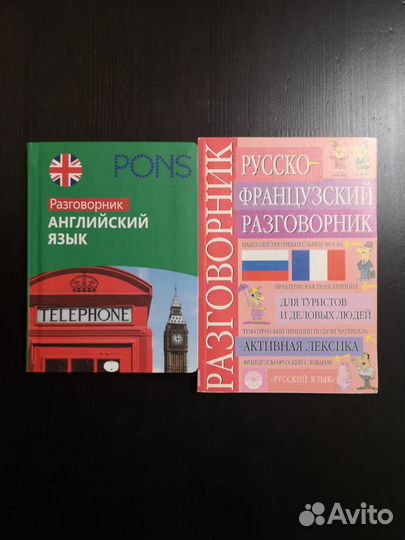 PONS
Разговорник
АНГЛИЙСКИЙ
ЯЗЫК
TELEPHONE
РАЗГОВОРНИК
РУССКО-
ФРАНЦУЗСКИЙ
РАЗГОВОРНИК
НАИБОЛЕЕ УПОТРЕБИТЕЛЬНЫЕ ФРАЗЫ
ПРАКТИЧЕСКАЯ ТРАНСКРИПЦИЯ
ДЛЯ ТУРИСТОВ
И ДЕЛОВЫХ ЛЮДЕЙ
ТЕМАТИЧЕСКИЙ ПРИНЦИП ПОДАЧИ МАТЕРИАЛА
АКТИВНАЯ ЛЕКСИКА
ФРАНЦУЗСКО-РУССКИЙ СЛОВАРИК
«РУССКИЙ ЯЗЫК»
Avito